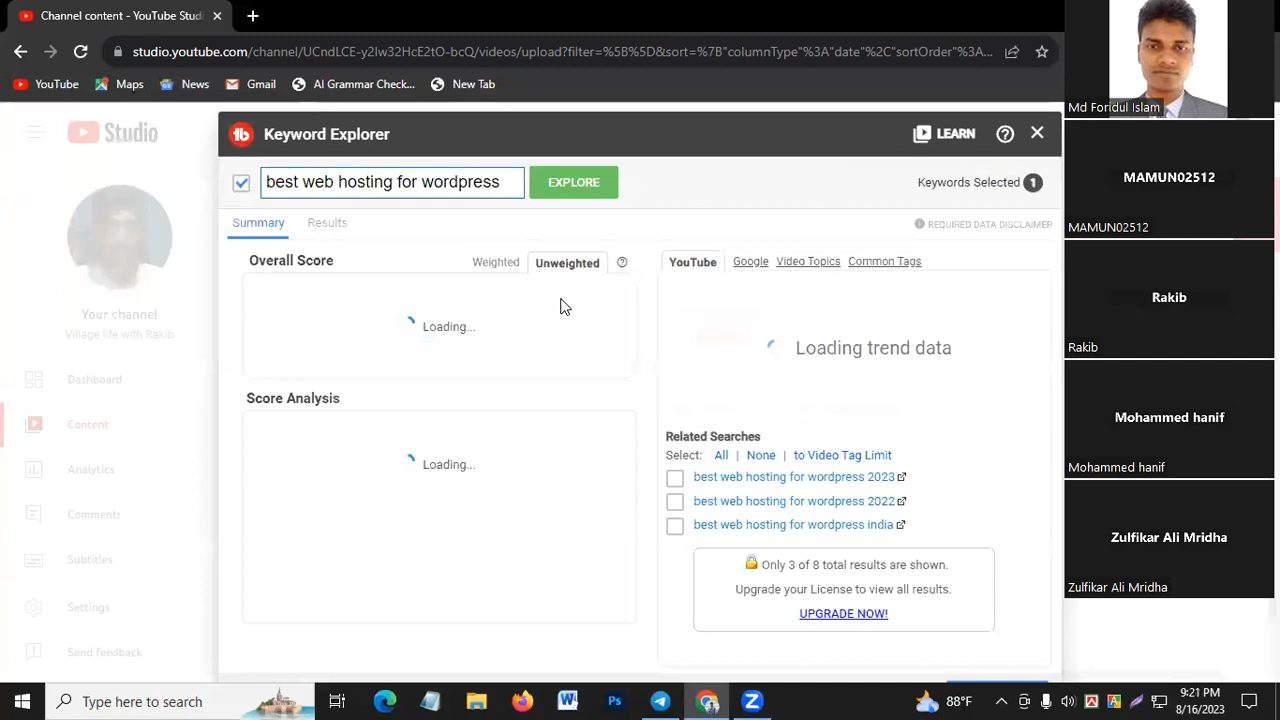 Channel content - YouTube Stud
studio.youtube.com/channel/UCndLCE-y2Iw32HcE2tO-bcQ/videos/upload?filter=%5B%5D&sort=%7B"columnType"%3A"date"%2C"sortOrder"%3A...
YouTube Maps News Gmail AI Grammar Check... New Tab
Studio
Your channel
Village life with Rakib
Dashboard
Content
Analytics
Comments
Subtitles
Settings
Send feedback
Keyword Explorer LEARN
best web hosting for wordpress EXPLORE Keywords Selected 1
Summary Results REQUIRED DATA DISCLAIMER
Overall Score Weighted Unweighted
Loading...
Score Analysis
Loading...
YouTube Google Video Topics Common Tags
Loading trend data
Related Searches
Select: All | None | to Video Tag Limit
best web hosting for wordpress 2023
best web hosting for wordpress 2022
best web hosting for wordpress india
Only 3 of 8 total results are shown.
Upgrade your License to view all results.
UPGRADE NOW!
Md Foridul Islam
MAMUN02512
MAMUN02512
Rakib
Rakib
Mohammed hanif
Mohammed hanif
Zulfikar Ali Mridha
Zulfikar Ali Mridha
Type here to search 88°F 9:21 PM
8/16/2023